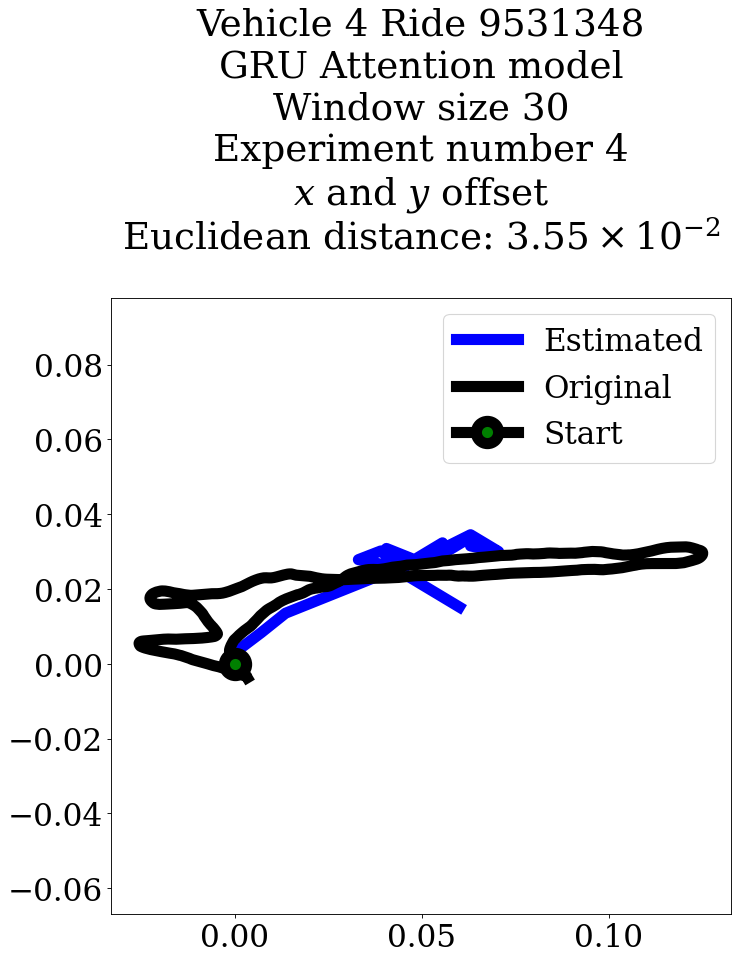 Vehicle 4 Ride 9531348
GRU Attention model
Window size 30
Experiment number 4
x and y offset
Euclidean distance: 3.55 × 10⁻²
Estimated
Original
Start
0.08
0.06
0.04
0.02
0.00
−0.02
−0.04
−0.06
0.00 0.05 0.10